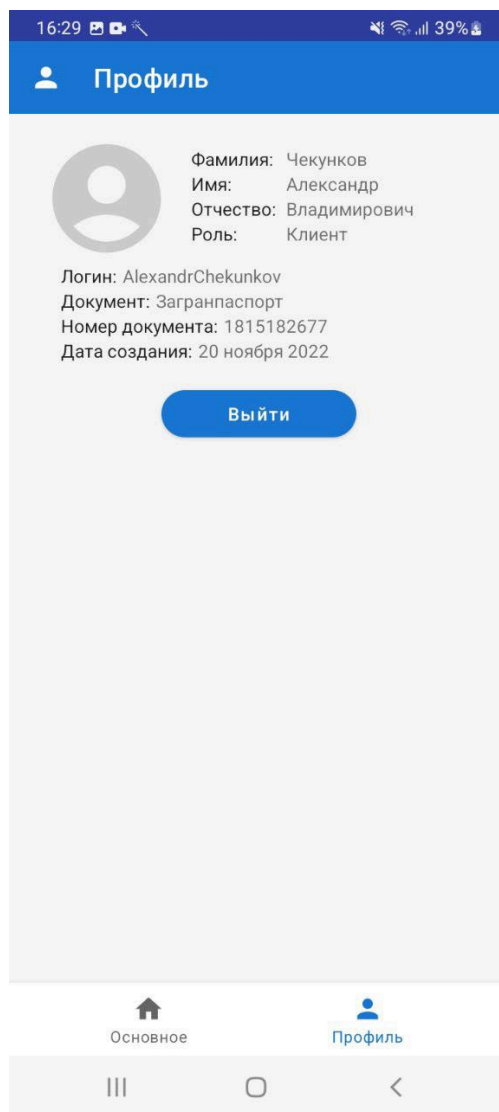 16:29 39%
Профиль
Фамилия: Чекунков
Имя: Александр
Отчество: Владимирович
Роль: Клиент
Логин: AlexandrChekunkov
Документ: Загранпаспорт
Номер документа: 1815182677
Дата создания: 20 ноября 2022
Выйти
Основное Профиль